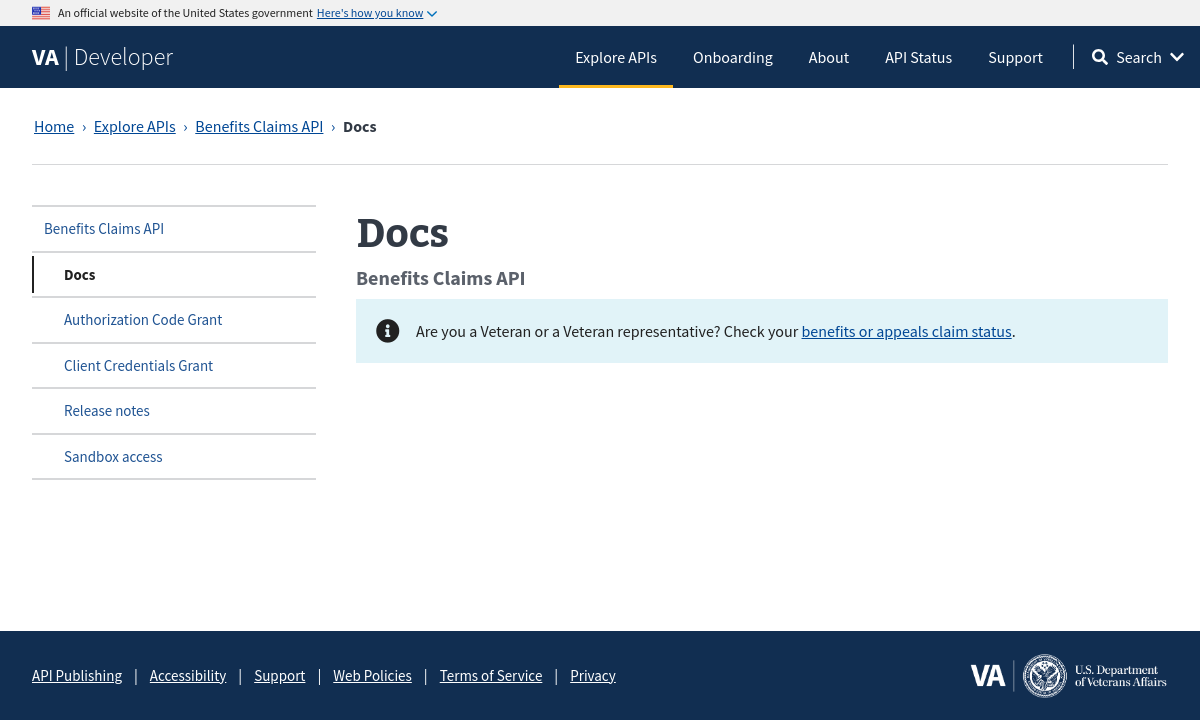 An official website of the United States government Here's how you know
VA | Developer
Explore APIs
Onboarding
About
API Status
Support
Search
Home › Explore APIs › Benefits Claims API › Docs
Benefits Claims API
Docs
Authorization Code Grant
Client Credentials Grant
Release notes
Sandbox access
Docs
Benefits Claims API
Are you a Veteran or a Veteran representative? Check your benefits or appeals claim status.
API Publishing | Accessibility | Support | Web Policies | Terms of Service | Privacy
VA
U.S. Department
of Veterans Affairs